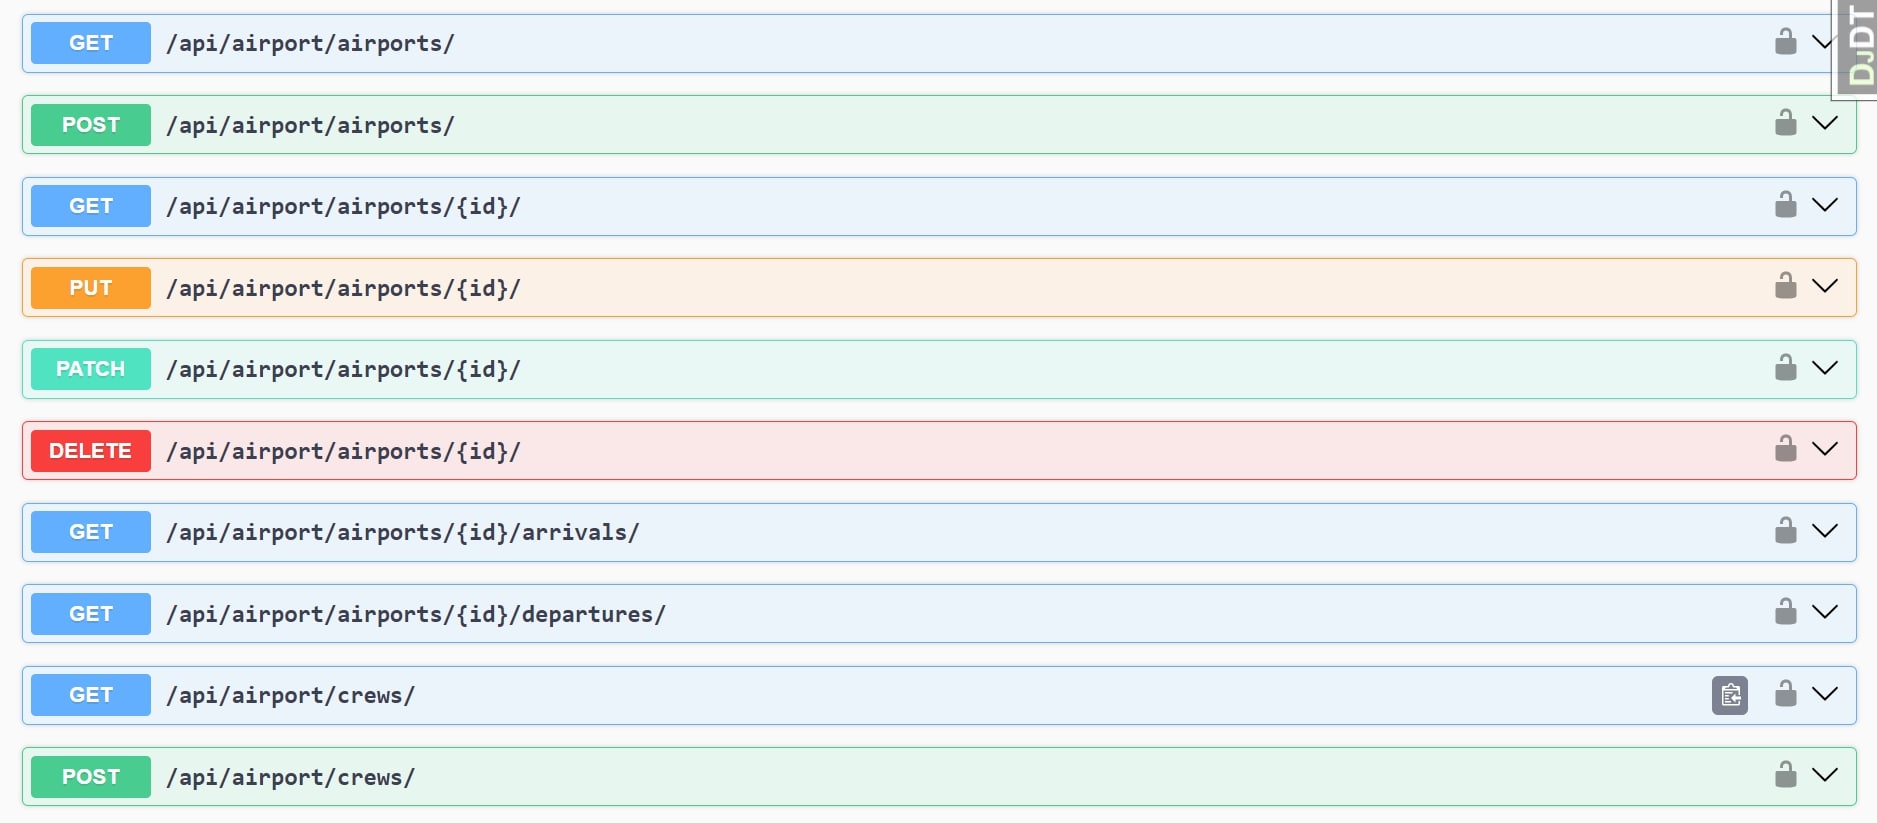 GET /api/airport/airports/
DJDT
POST /api/airport/airports/
GET /api/airport/airports/{id}/
PUT /api/airport/airports/{id}/
PATCH /api/airport/airports/{id}/
DELETE /api/airport/airports/{id}/
GET /api/airport/airports/{id}/arrivals/
GET /api/airport/airports/{id}/departures/
GET /api/airport/crews/
POST /api/airport/crews/